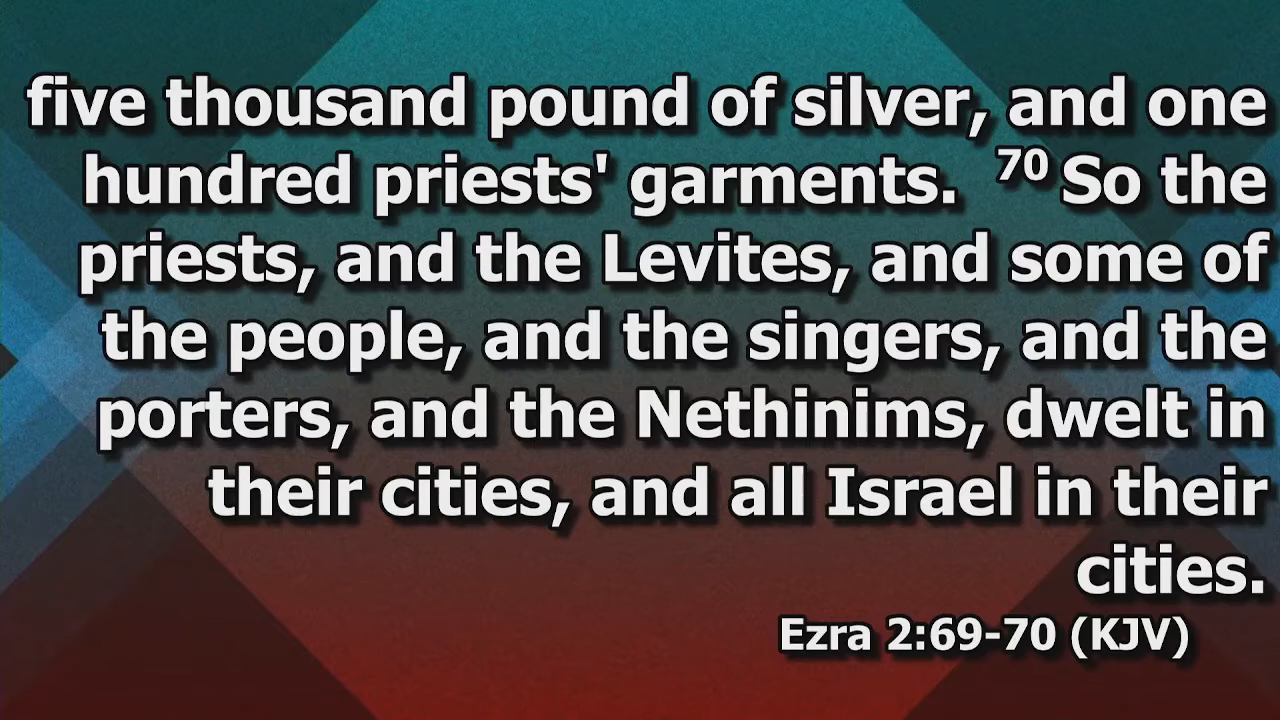 five thousand pound of silver, and one
hundred priests' garments. 70 So the
priests, and the Levites, and some of
the people, and the singers, and the
porters, and the Nethinims, dwelt in
their cities, and all Israel in their
cities.
Ezra 2:69-70 (KJV)